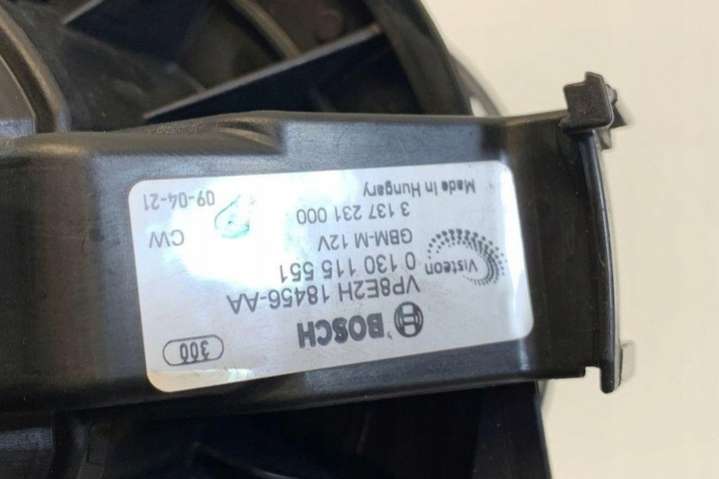 BOSCH
300
VP8E2H 18456-AA
0 130 115 551
Visteon
GBM-M 12V
CW
3 137 231 000
Made in Hungary
09-04-21